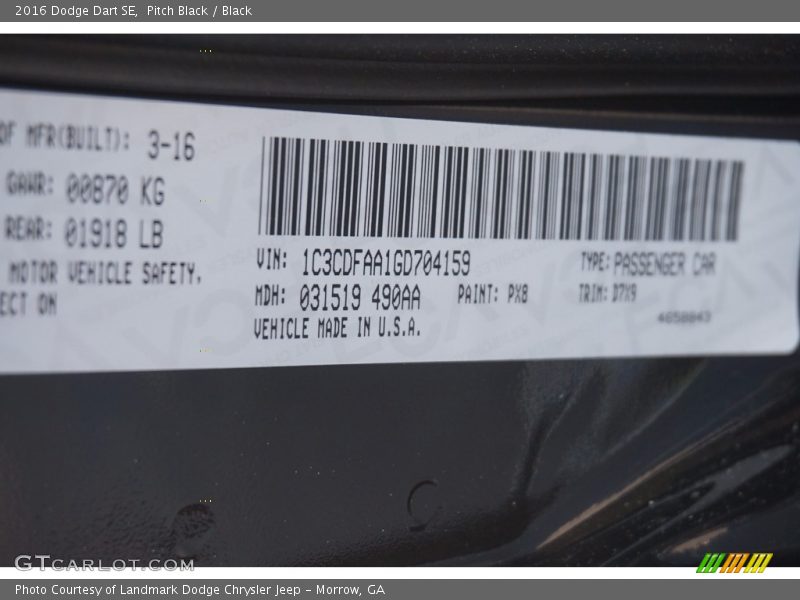 2016 Dodge Dart SE,  Pitch Black / Black
OF MFR(BUILT): 3-16
GAWR: 00870 KG
REAR: 01918 LB
MOTOR VEHICLE SAFETY,
ECT ON
VIN: 1C3CDFAA1GD704159
TYPE: PASSENGER CAR
MDH: 031519 490AA
PAINT: PX8
TRIM: D7X9
VEHICLE MADE IN U.S.A.
4658843
GTCARLOT.COM
Photo Courtesy of Landmark Dodge Chrysler Jeep – Morrow, GA